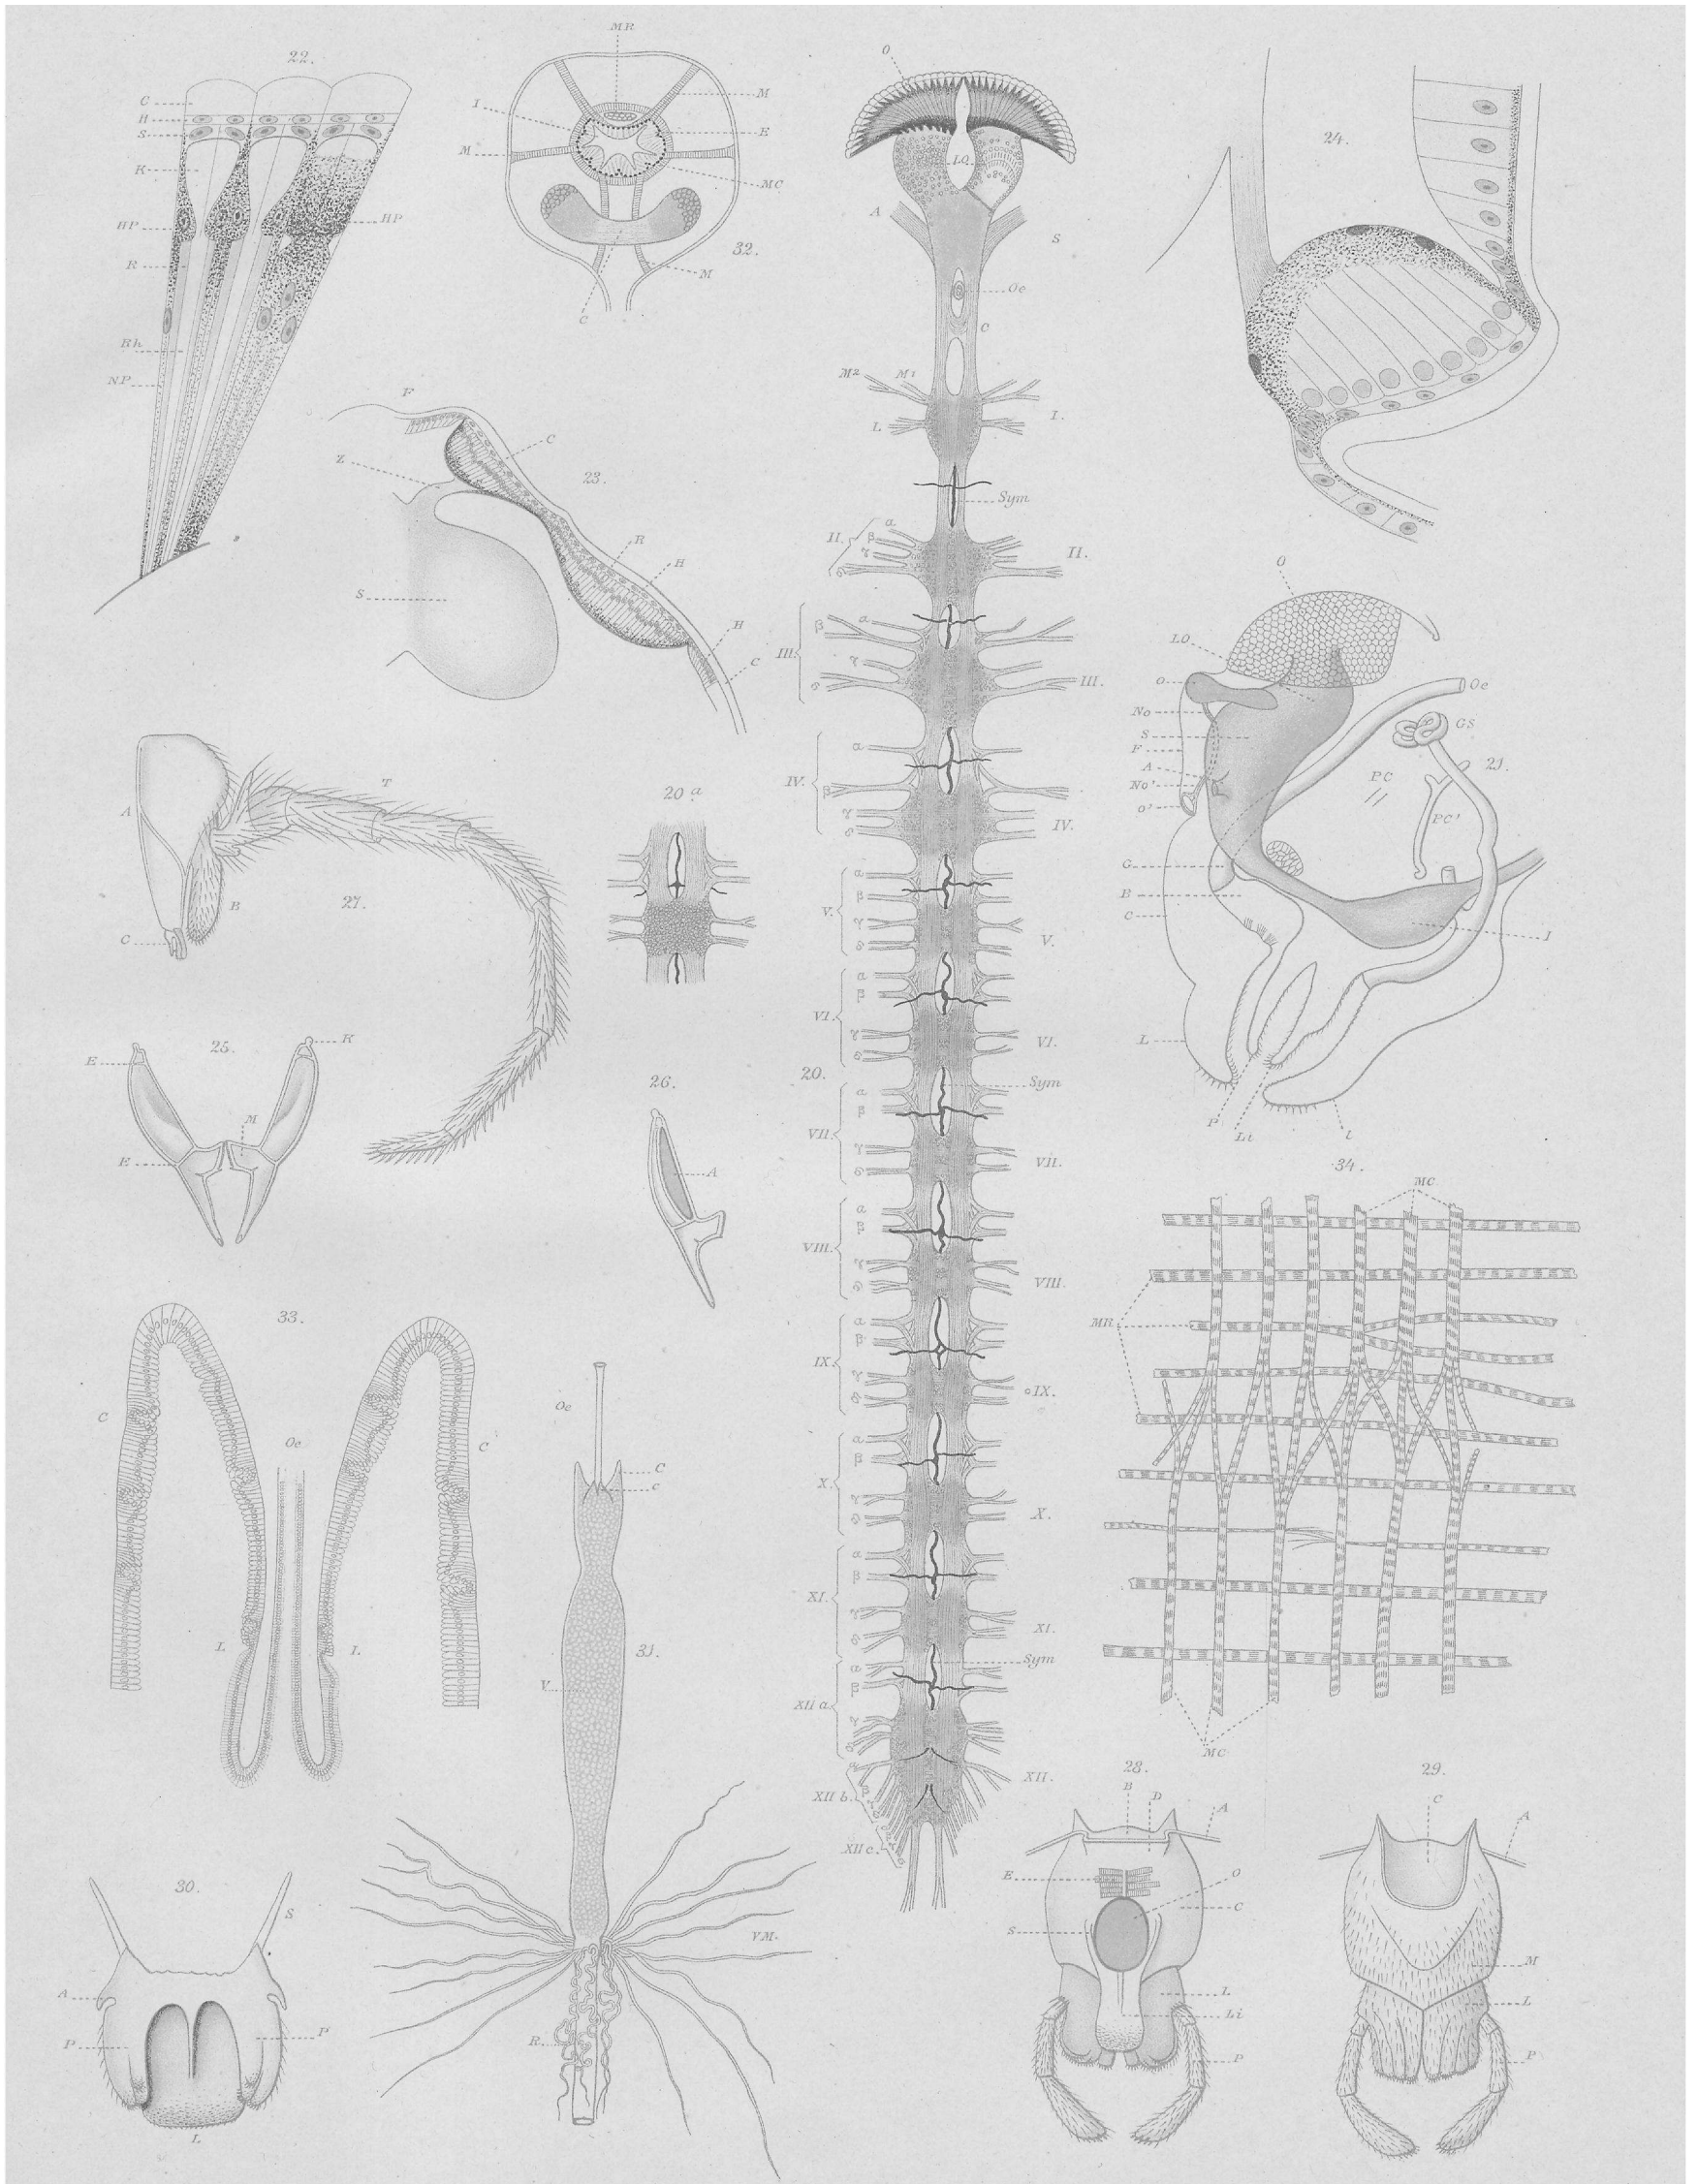 22.
C
H
S
K
HP
HP
R
Rh
NP
MR
I
M
E
M
MC
M
C
32.
O
LO
A
S
Oe
C
M2
M1
L
I.
Sym
II.
α
β
γ
δ
II.
III.
β
α
γ
δ
III.
IV.
α
β
γ
δ
IV.
V.
α
β
γ
δ
V.
VI.
α
β
γ
δ
VI.
20.
Sym
VII.
α
β
γ
δ
VII.
VIII.
α
β
γ
δ
VIII.
IX.
α
β
γ
δ
IX.
X.
α
β
γ
δ
X.
XI.
α
β
γ
δ
XI.
Sym
XII a.
α
β
γ
δ
XII.
XII b.
XII c.
24.
F
Z
C
23.
R
H
S
H
C
20 a
O
LO
O
No
S
F
A
No'
O'
Oe
GS
21.
PC
PC'
G
B
C
I
L
P
Li
l
T
A
B
27.
C
25.
E
K
M
E
26.
A
34.
MC.
MR.
MC
33.
C
Oe
C
L
L
Oe
C
c
31.
V
VM.
R.
28.
B
D
A
E
O
C
S
L
Li
P
29.
C
A
M
L
P
30.
S
A
P
P
L